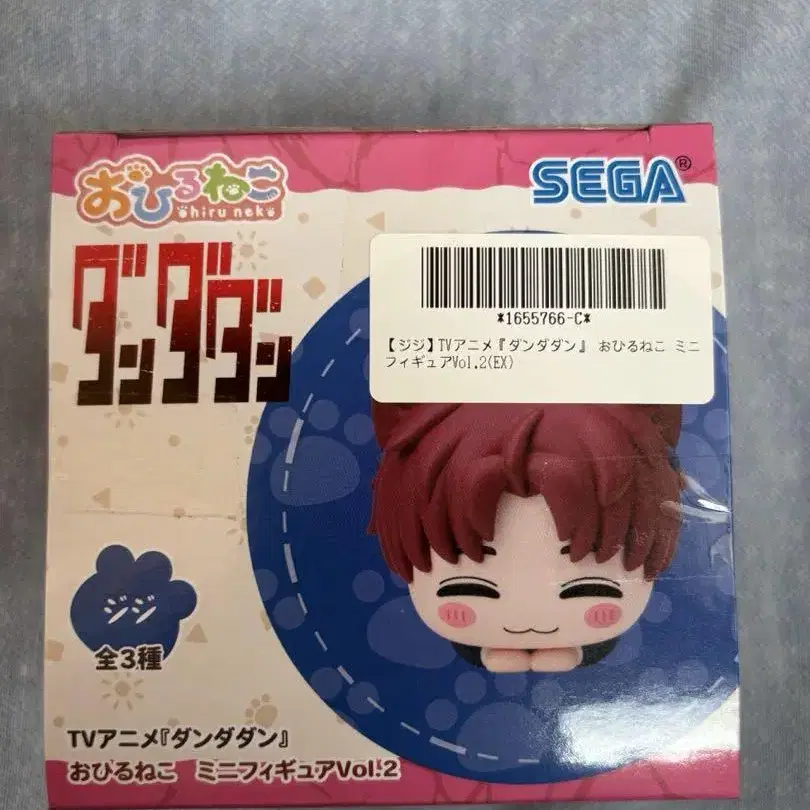 おひるねこ
Ohiru neko
SEGA®
ダンダダン
*1655766-C*
【ジジ】TVアニメ『ダンダダン』 おひるねこ ミニ
フィギュアVol.2(EX)
ジジ
全3種
TVアニメ『ダンダダン』
おひるねこ ミニフィギュアVol.2